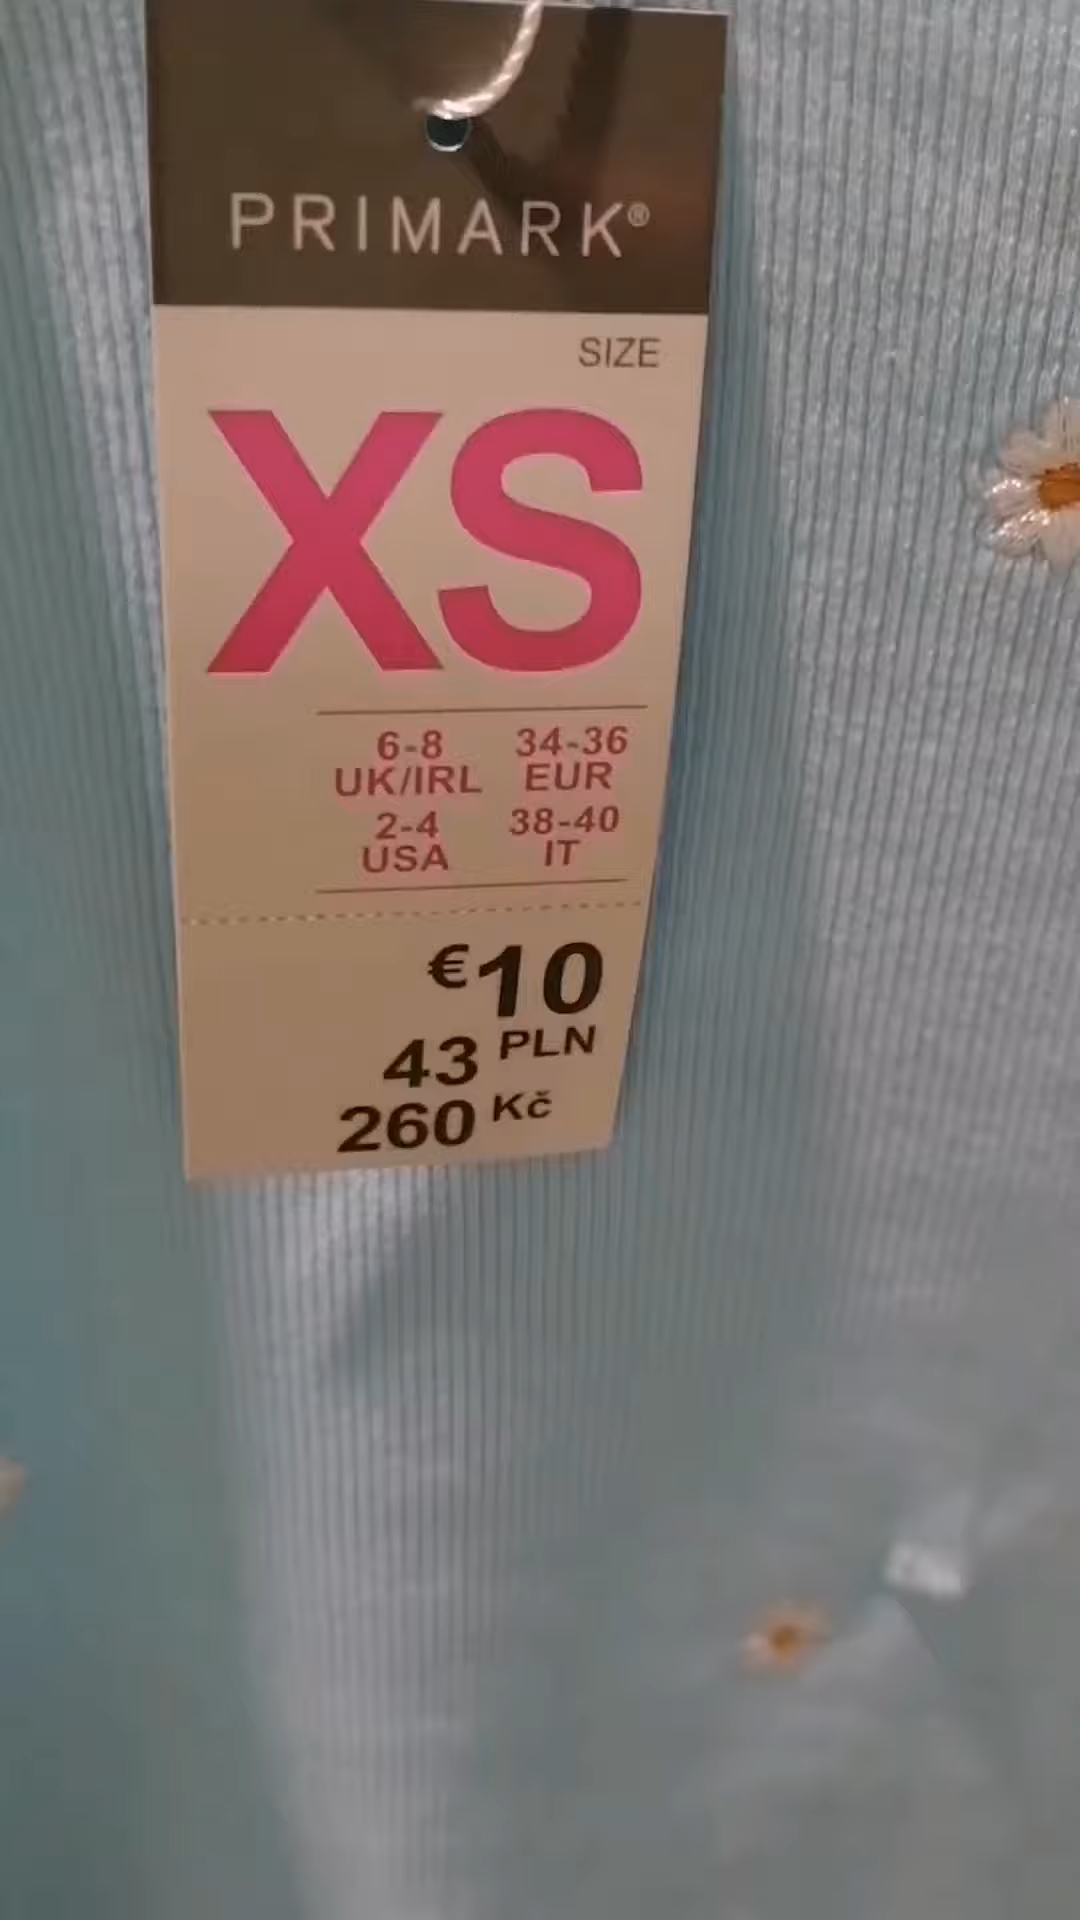 PRIMARK®
SIZE
XS
6-8 34-36
UK/IRL EUR
2-4 38-40
USA IT
€10
43 PLN
260 Kč